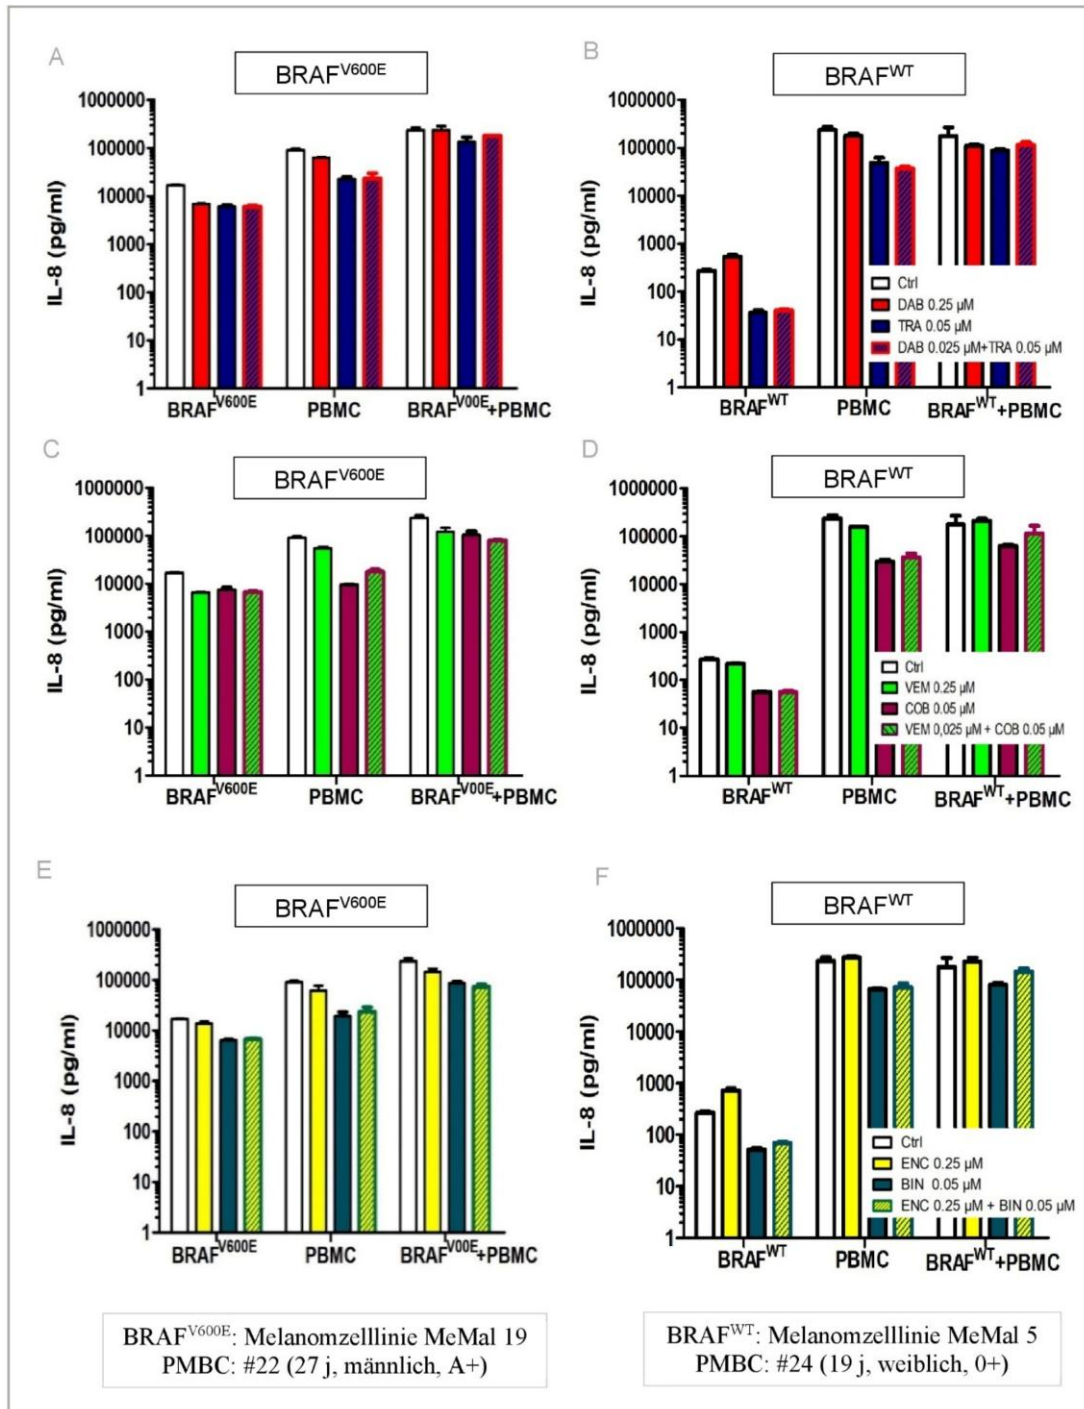 A
BRAFV600E
IL-8 (pg/ml)
1000000
100000
10000
1000
100
10
1
BRAFV600E PBMC BRAFV00E+PBMC
B
BRAFWT
IL-8 (pg/ml)
1000000
100000
10000
1000
100
10
1
Ctrl
DAB 0.25 µM
TRA 0.05 µM
DAB 0.025 µM+TRA 0.05 µM
BRAFWT PBMC BRAFWT+PBMC
C
BRAFV600E
IL-8 (pg/ml)
1000000
100000
10000
1000
100
10
1
BRAFV600E PBMC BRAFV00E+PBMC
D
BRAFWT
IL-8 (pg/ml)
1000000
100000
10000
1000
100
10
1
Ctrl
VEM 0.25 µM
COB 0.05 µM
VEM 0,025 µM + COB 0.05 µM
BRAFWT PBMC BRAFWT+PBMC
E
BRAFV600E
IL-8 (pg/ml)
1000000
100000
10000
1000
100
10
1
BRAFV600E PBMC BRAFV00E+PBMC
F
BRAFWT
IL-8 (pg/ml)
1000000
100000
10000
1000
100
10
1
Ctrl
ENC 0.25 µM
BIN 0.05 µM
ENC 0.25 µM + BIN 0.05 µM
BRAFWT PBMC BRAFWT+PBMC
BRAFV600E: Melanomzelllinie MeMal 19
PMBC: #22 (27 j, männlich, A+)
BRAFWT: Melanomzelllinie MeMal 5
PMBC: #24 (19 j, weiblich, 0+)